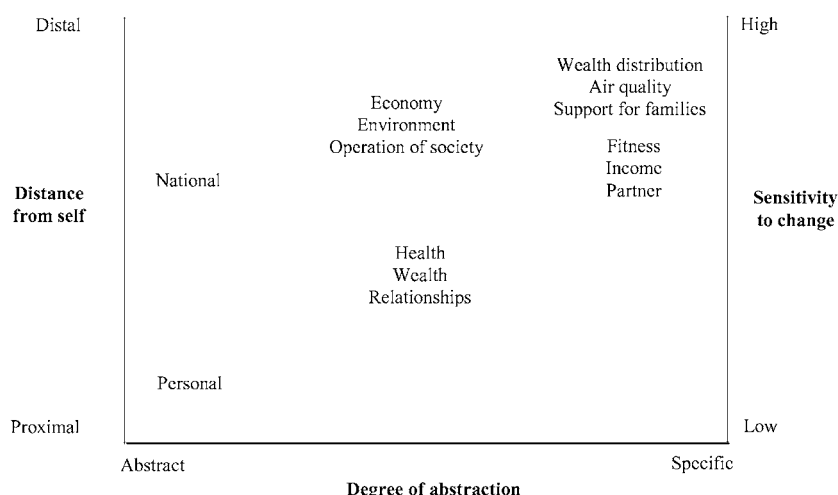 Distal
High
Wealth distribution
Air quality
Support for families
Economy
Environment
Operation of society
Fitness
Income
Partner
National
Distance
from self
Sensitivity
to change
Health
Wealth
Relationships
Personal
Proximal
Low
Abstract
Specific
Degree of abstraction